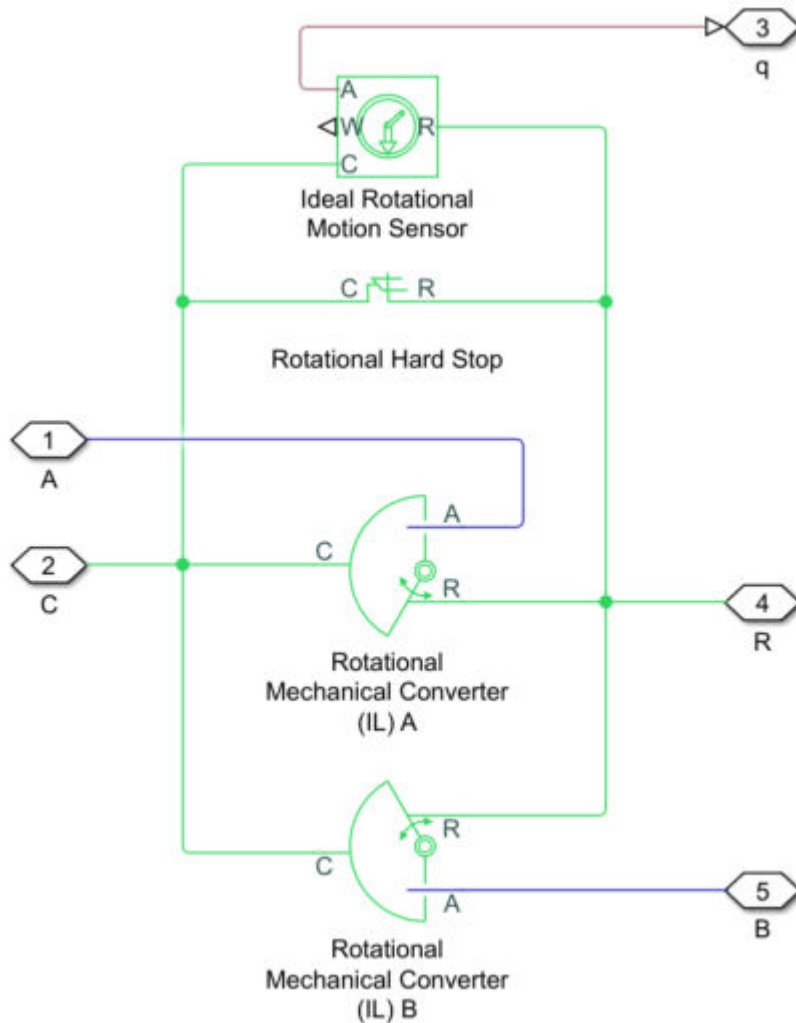 3
q
A
W
R
C
Ideal Rotational
Motion Sensor
C
R
Rotational Hard Stop
1
A
A
C
2
C
R
4
R
Rotational
Mechanical Converter
(IL) A
R
C
A
5
B
Rotational
Mechanical Converter
(IL) B